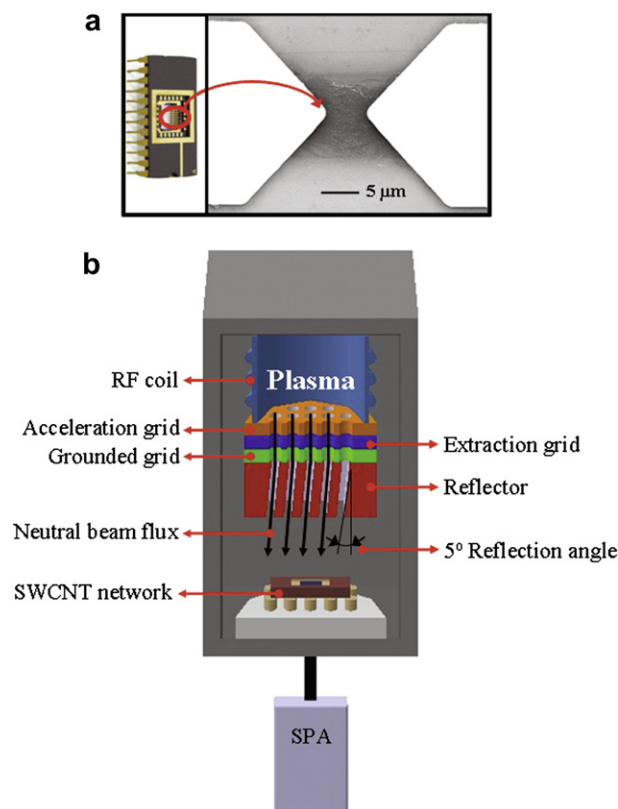 a
5 μm
b
RF coil
Plasma
Acceleration grid
Extraction grid
Grounded grid
Reflector
Neutral beam flux
5º Reflection angle
SWCNT network
SPA